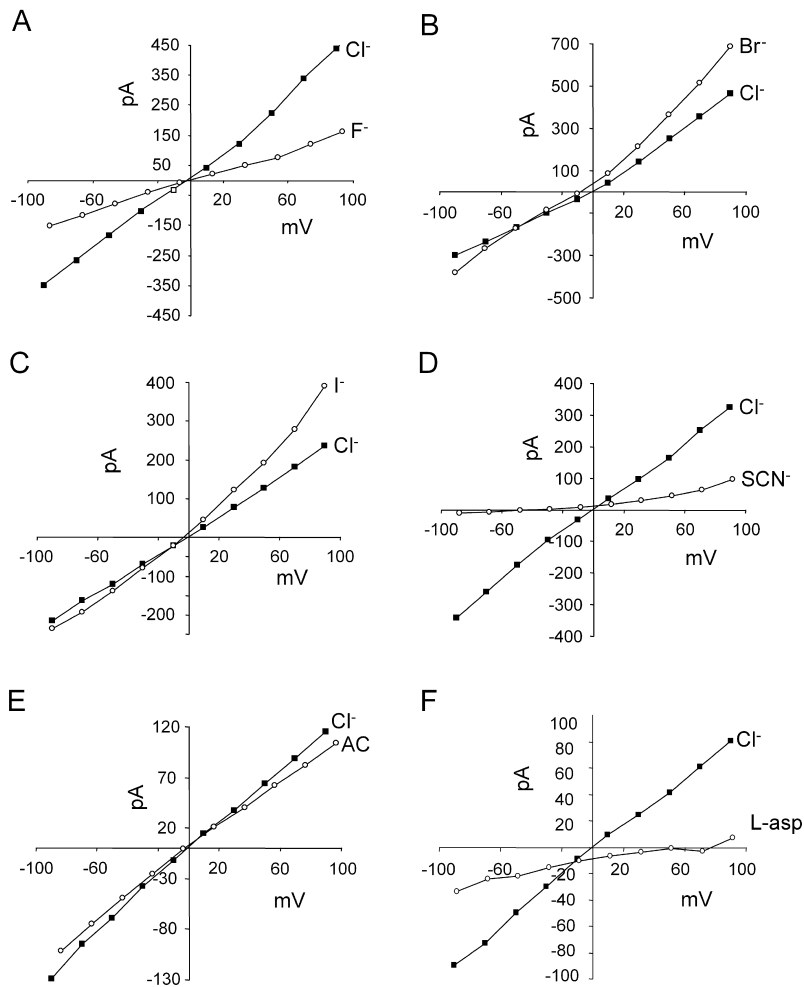 A
B
450
350
250
150
50
-150
-250
-350
-450
pA
Cl-
F-
-100
-60
20
60
100
mV
700
500
300
100
-300
-500
pA
Br-
Cl-
-100
-60
20
60
100
mV
C
D
400
300
200
100
-100
-200
pA
I-
Cl-
-100
-60
20
60
100
mV
400
300
200
100
-100
-200
-300
-400
pA
Cl-
SCN-
-100
-60
20
60
100
mV
E
F
120
70
20
-30
-80
-130
pA
Cl-
AC
-100
-60
20
60
100
mV
100
80
60
40
20
-20
-40
-60
-80
-100
pA
Cl-
L-asp
-100
-60
20
60
100
mV